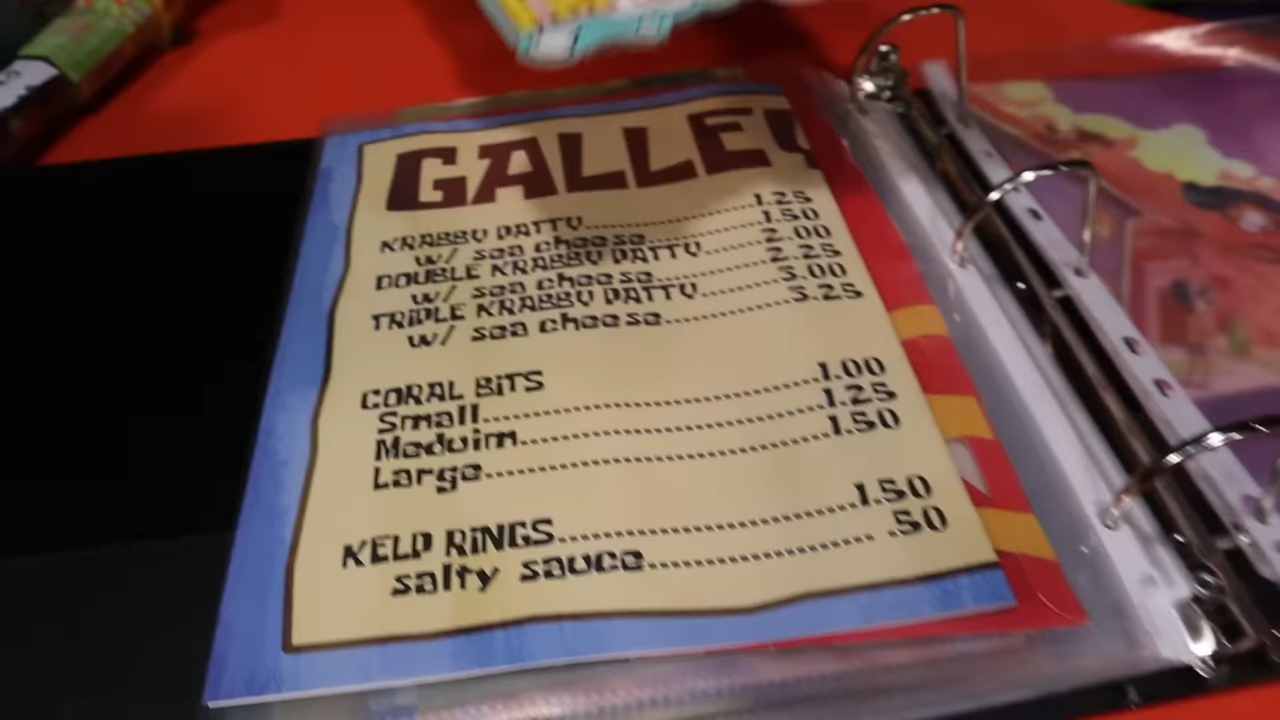 GALLEY
KRABBY PATTY.....................1.25
w/ sea cheese..................1.50
DOUBLE KRABBY PATTY.......2.00
w/ sea cheese..................2.25
TRIPLE KRABBY PATTY.........3.00
w/ sea cheese..................3.25
CORAL BITS
Small..................................1.00
Meduim..............................1.25
Large..................................1.50
KELP RINGS.........................1.50
salty sauce........................ .50